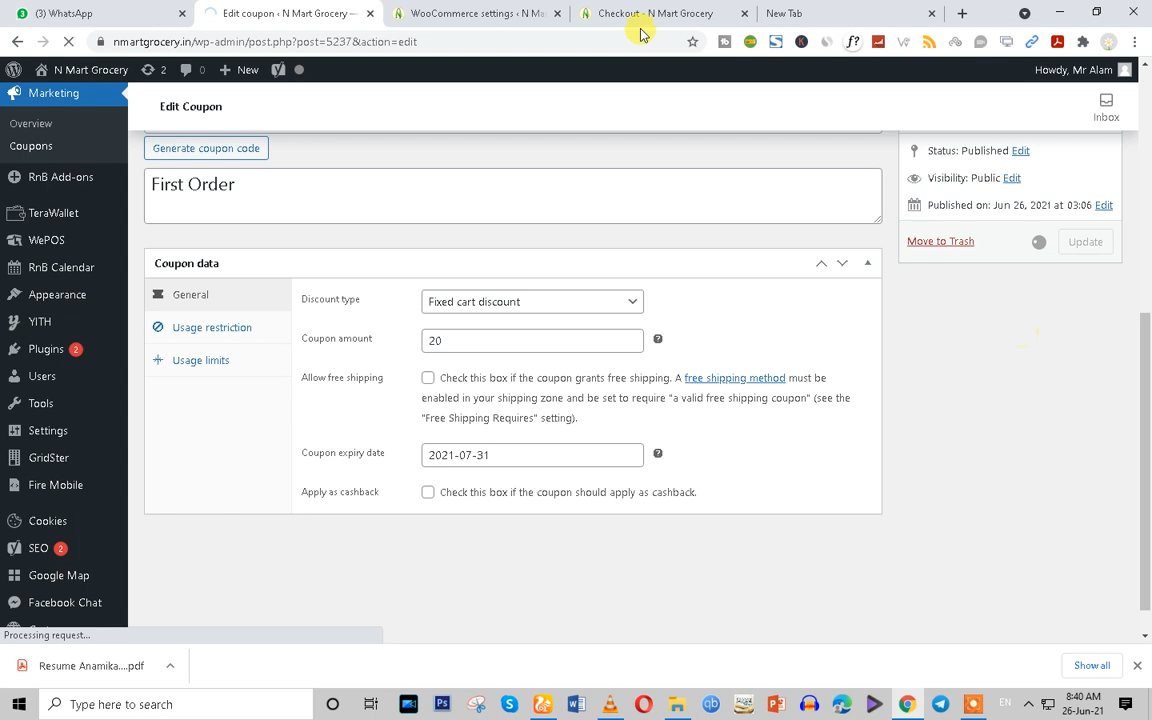 (3) WhatsApp
Edit coupon ‹ N Mart Grocery —
WooCommerce settings ‹ N Ma
Checkout - N Mart Grocery
New Tab
nmartgrocery.in/wp-admin/post.php?post=5237&action=edit
N Mart Grocery
2
0
New
Howdy, Mr Alam
Marketing
Overview
Coupons
RnB Add-ons
TeraWallet
WePOS
RnB Calendar
Appearance
YITH
Plugins 2
Users
Tools
Settings
GridSter
Fire Mobile
Cookies
SEO 2
Google Map
Facebook Chat
Edit Coupon
Inbox
Generate coupon code
First Order
Status: Published Edit
Visibility: Public Edit
Published on: Jun 26, 2021 at 03:06 Edit
Move to Trash
Update
Coupon data
General
Usage restriction
Usage limits
Discount type
Fixed cart discount
Coupon amount
20
Allow free shipping
Check this box if the coupon grants free shipping. A free shipping method must be
enabled in your shipping zone and be set to require "a valid free shipping coupon" (see the
"Free Shipping Requires" setting).
Coupon expiry date
2021-07-31
Apply as cashback
Check this box if the coupon should apply as cashback.
Processing request...
Resume Anamika....pdf
Show all
Type here to search
EN
8:40 AM
26-Jun-21